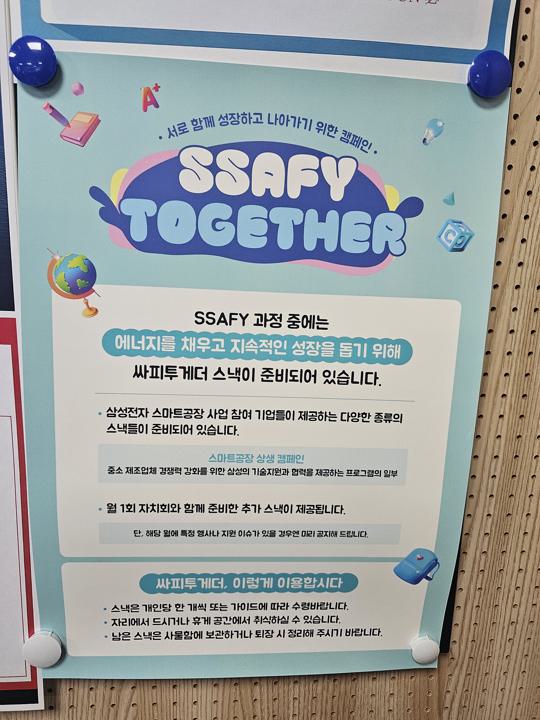 A+
• 서로 함께 성장하고 나아가기 위한 캠페인 •
SSAFY
TOGETHER
SSAFY 과정 중에는
에너지를 채우고 지속적인 성장을 돕기 위해
싸피투게더 스낵이 준비되어 있습니다.
• 삼성전자 스마트공장 사업 참여 기업들이 제공하는 다양한 종류의
스낵들이 준비되어 있습니다.
스마트공장 상생 캠페인
중소 제조업체 경쟁력 강화를 위한 삼성의 기술지원과 협력을 제공하는 프로그램의 일부
• 월 1회 자치회와 함께 준비한 추가 스낵이 제공됩니다.
단, 해당 월에 특정 행사나 지원 이슈가 있을 경우엔 미리 공지해 드립니다.
싸피투게더, 이렇게 이용합시다
• 스낵은 개인당 한 개씩 또는 가이드에 따라 수령바랍니다.
• 자리에서 드시거나 휴게 공간에서 취식하실 수 있습니다.
• 남은 스낵은 사물함에 보관하거나 퇴장 시 정리해 주시기 바랍니다.